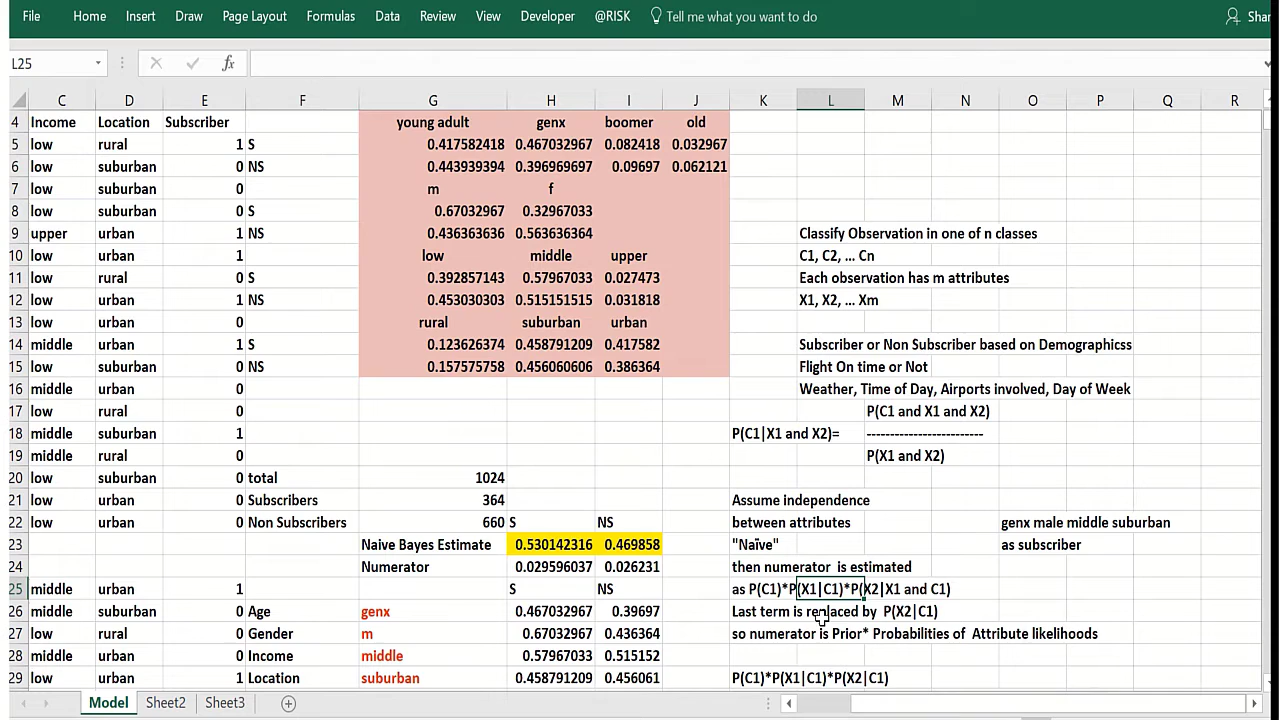 File Home Insert Draw Page Layout Formulas Data Review View Developer @RISK Tell me what you want to do Shar
L25 fx
C D E F G H I J K L M N O P Q R
4 Income Location Subscriber young adult genx boomer old
5 low rural 1 S 0.417582418 0.467032967 0.082418 0.032967
6 low suburban 0 NS 0.443939394 0.396969697 0.09697 0.062121
7 low suburban 0 m f
8 low suburban 0 S 0.67032967 0.32967033
9 upper urban 1 NS 0.436363636 0.563636364 Classify Observation in one of n classes
10 low urban 1 low middle upper C1, C2, ... Cn
11 low rural 0 S 0.392857143 0.57967033 0.027473 Each observation has m attributes
12 low urban 1 NS 0.453030303 0.515151515 0.031818 X1, X2, ... Xm
13 low urban 0 rural suburban urban
14 middle urban 1 S 0.123626374 0.458791209 0.417582 Subscriber or Non Subscriber based on Demographicss
15 low suburban 0 NS 0.157575758 0.456060606 0.386364 Flight On time or Not
16 middle urban 0 Weather, Time of Day, Airports involved, Day of Week
17 low rural 0 P(C1 and X1 and X2)
18 middle suburban 1 P(C1|X1 and X2)= -------------------------
19 middle rural 0 P(X1 and X2)
20 low suburban 0 total 1024
21 low urban 0 Subscribers 364 Assume independence
22 low urban 0 Non Subscribers 660 S NS between attributes genx male middle suburban
23 Naive Bayes Estimate 0.530142316 0.469858 "Naïve" as subscriber
24 Numerator 0.029596037 0.026231 then numerator is estimated
25 middle urban 1 S NS as P(C1)*P(X1|C1)*P(X2|X1 and C1)
26 middle suburban 0 Age genx 0.467032967 0.39697 Last term is replaced by P(X2|C1)
27 middle rural 0 Gender m 0.67032967 0.436364 so numerator is Prior* Probabilities of Attribute likelihoods
28 middle urban 0 Income middle 0.57967033 0.515152
29 low urban 1 Location suburban 0.458791209 0.456061 P(C1)*P(X1|C1)*P(X2|C1)
Model Sheet2 Sheet3